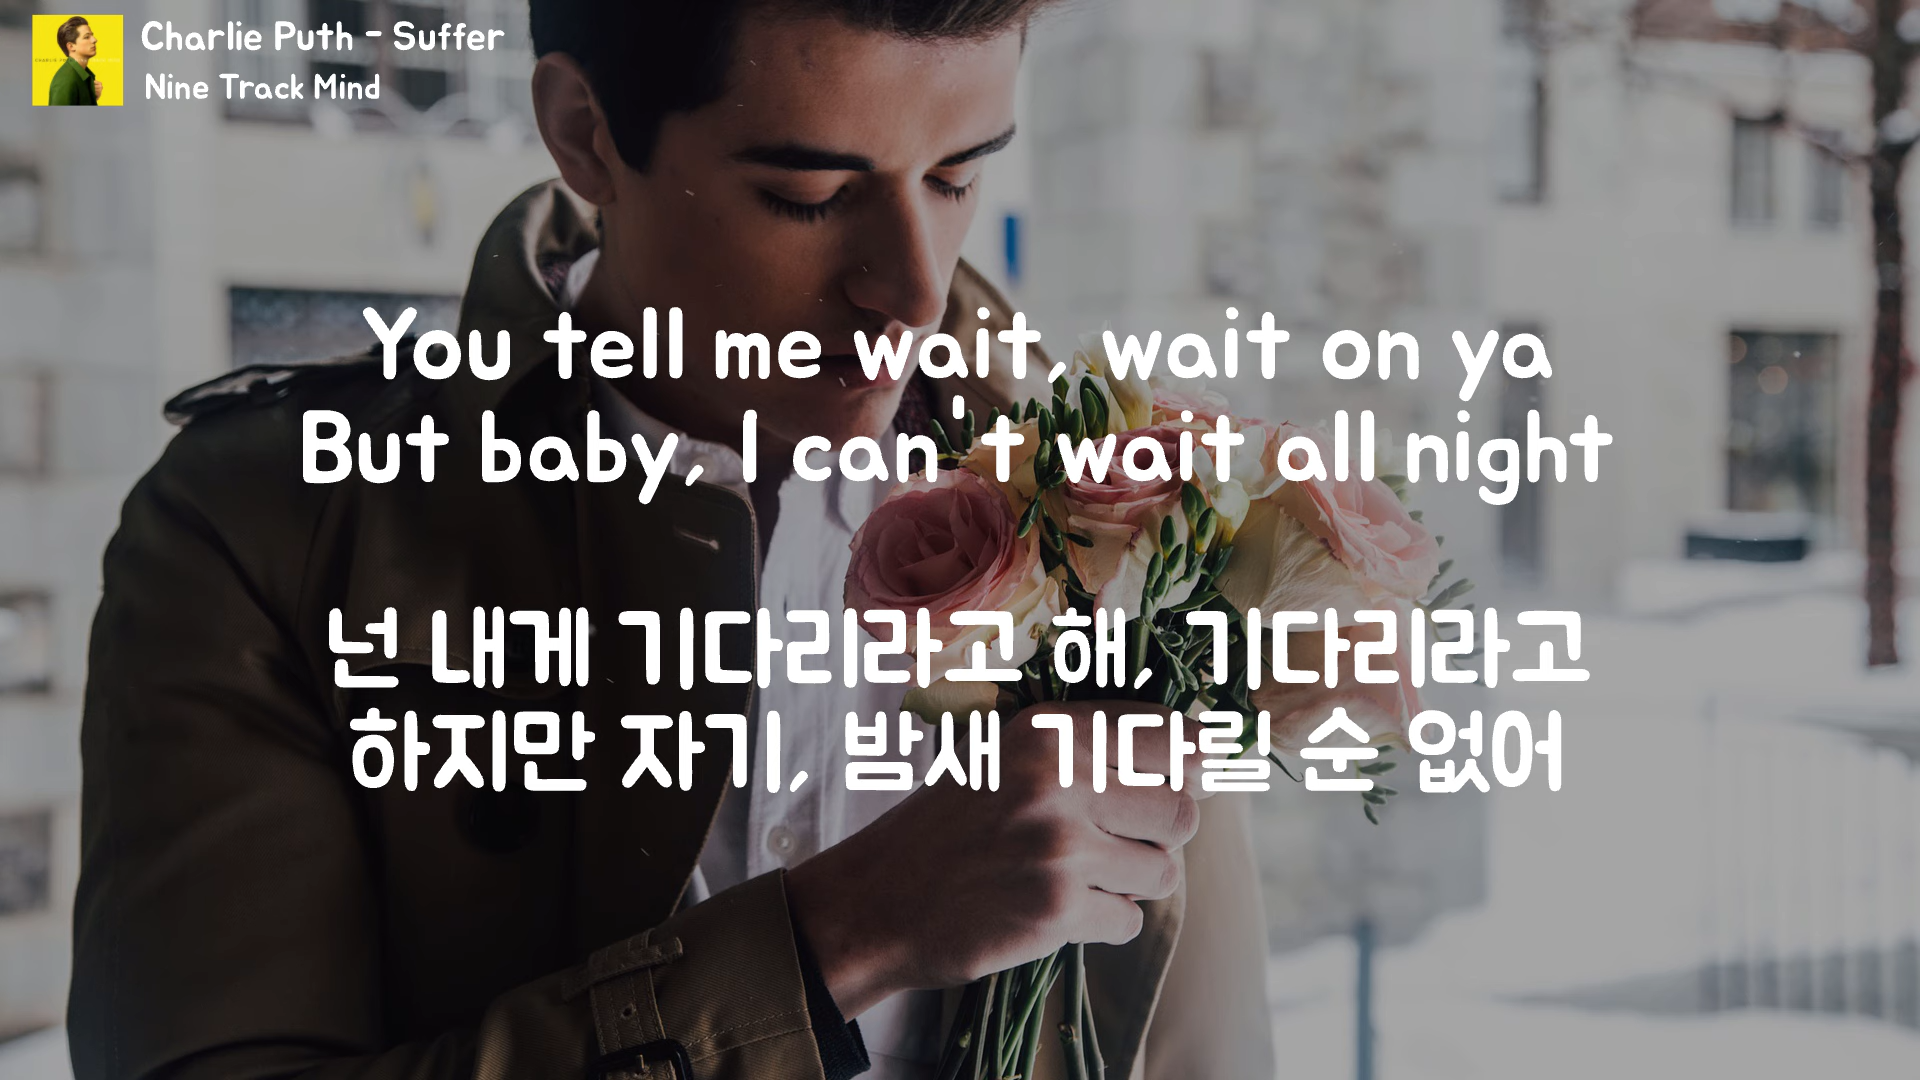 Charlie Puth - Suffer
Nine Track Mind
You tell me wait, wait on ya
But baby, I can't wait all night
넌 내게 기다리라고 해, 기다리라고
하지만 자기, 밤새 기다릴 순 없어